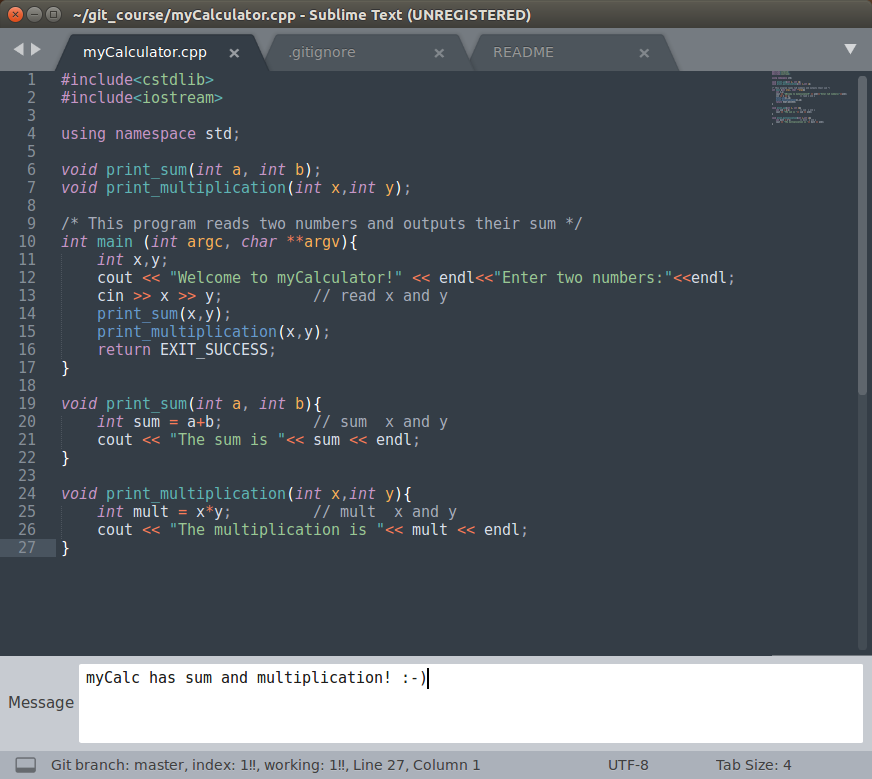 ~/git_course/myCalculator.cpp - Sublime Text (UNREGISTERED)
myCalculator.cpp × .gitignore × README ×
1 #include<cstdlib>
2 #include<iostream>
3
4 using namespace std;
5
6 void print_sum(int a, int b);
7 void print_multiplication(int x,int y);
8
9 /* This program reads two numbers and outputs their sum */
10 int main (int argc, char **argv){
11     int x,y;
12     cout << "Welcome to myCalculator!" << endl<<"Enter two numbers:"<<endl;
13     cin >> x >> y;          // read x and y
14     print_sum(x,y);
15     print_multiplication(x,y);
16     return EXIT_SUCCESS;
17 }
18
19 void print_sum(int a, int b){
20     int sum = a+b;          // sum  x and y
21     cout << "The sum is "<< sum << endl;
22 }
23
24 void print_multiplication(int x,int y){
25     int mult = x*y;         // mult  x and y
26     cout << "The multiplication is "<< mult << endl;
27 }
myCalc has sum and multiplication! :-)
Message
Git branch: master, index: 1‼, working: 1‼, Line 27, Column 1 UTF-8 Tab Size: 4